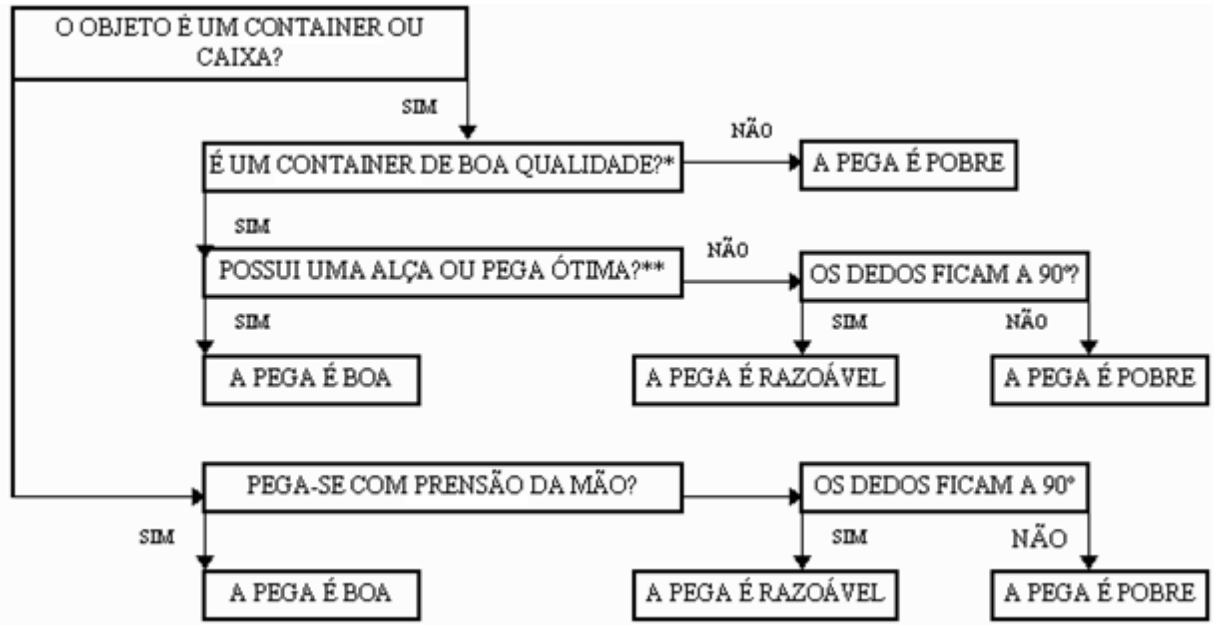 O OBJETO É UM CONTAINER OU
CAIXA?
SIM
NÃO
É UM CONTAINER DE BOA QUALIDADE?*
A PEGA É POBRE
SIM
NÃO
POSSUI UMA ALÇA OU PEGA ÓTIMA?**
OS DEDOS FICAM A 90°?
SIM
SIM
NÃO
A PEGA É BOA
A PEGA É RAZOÁVEL
A PEGA É POBRE
PEGA-SE COM PRENSÃO DA MÃO?
OS DEDOS FICAM A 90°
SIM
SIM
NÃO
A PEGA É BOA
A PEGA É RAZOÁVEL
A PEGA É POBRE